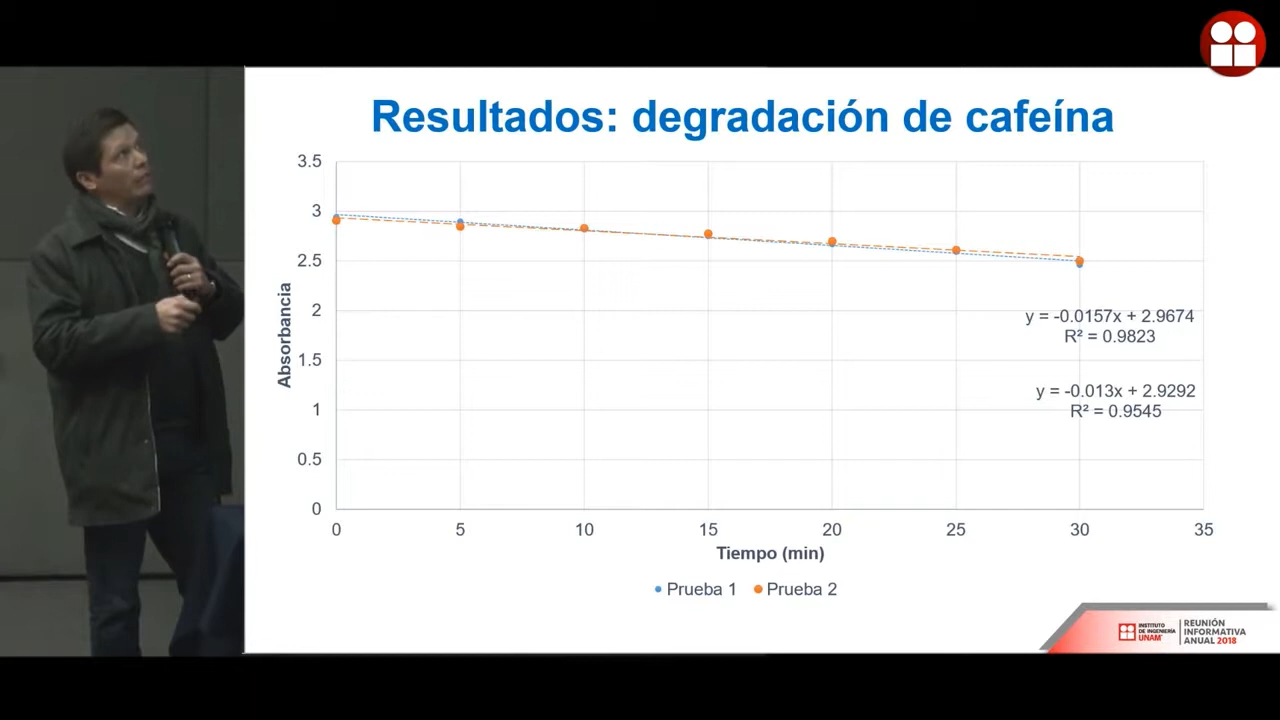 Resultados: degradación de cafeína
3.5
3
2.5
2
1.5
1
0.5
0
Absorbancia
y = -0.0157x + 2.9674
R² = 0.9823
y = -0.013x + 2.9292
R² = 0.9545
0 5 10 15 20 25 30 35
Tiempo (min)
Prueba 1 Prueba 2
INSTITUTO
DE INGENIERÍA
UNAM
REUNIÓN
INFORMATIVA
ANUAL 2018